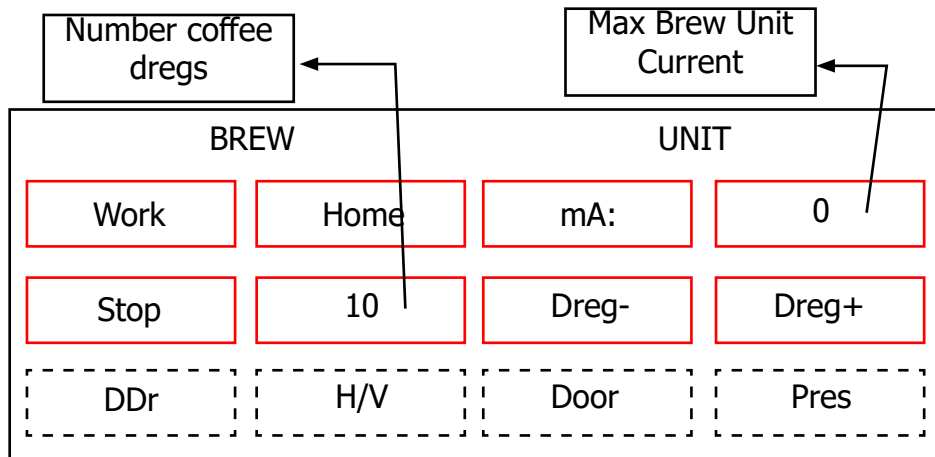 Number coffee
dregs
Max Brew Unit
Current
BREW UNIT
Work Home mA: 0
Stop 10 Dreg- Dreg+
DDr H/V Door Pres